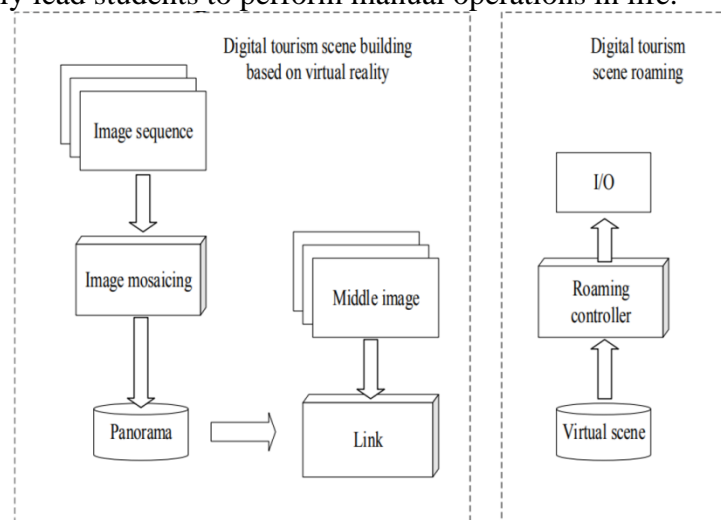 ly lead students to perform manual operations in life.
Digital tourism scene building
based on virtual reality
Image sequence
Image mosaicing
Middle image
Panorama
Link
Digital tourism
scene roaming
I/O
Roaming
controller
Virtual scene